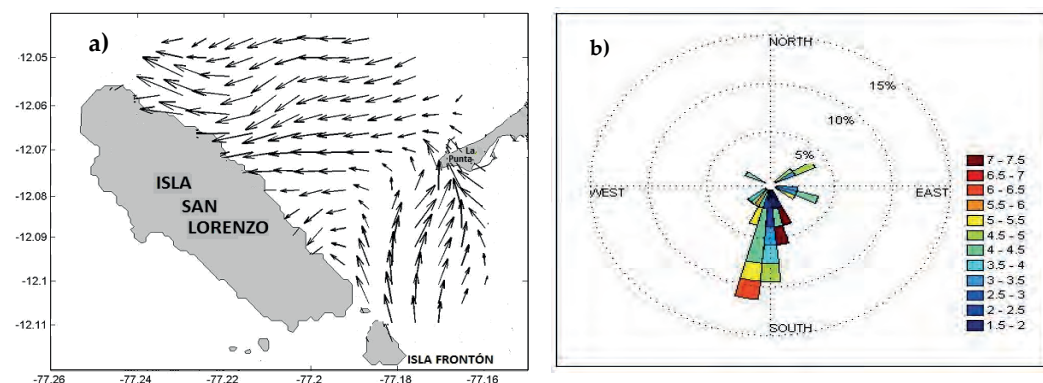 a)
-12.05
-12.06
-12.07
-12.08
-12.09
-12.1
-12.11
-77.26
-77.24
-77.22
-77.2
-77.18
-77.16
La
Punta
ISLA
SAN
LORENZO
ISLA FRONTÓN
b)
NORTH
15%
10%
5%
WEST
EAST
SOUTH
7 - 7.5
6.5 - 7
6 - 6.5
5.5 - 6
5 - 5.5
4.5 - 5
4 - 4.5
3.5 - 4
3 - 3.5
2.5 - 3
2 - 2.5
1.5 - 2